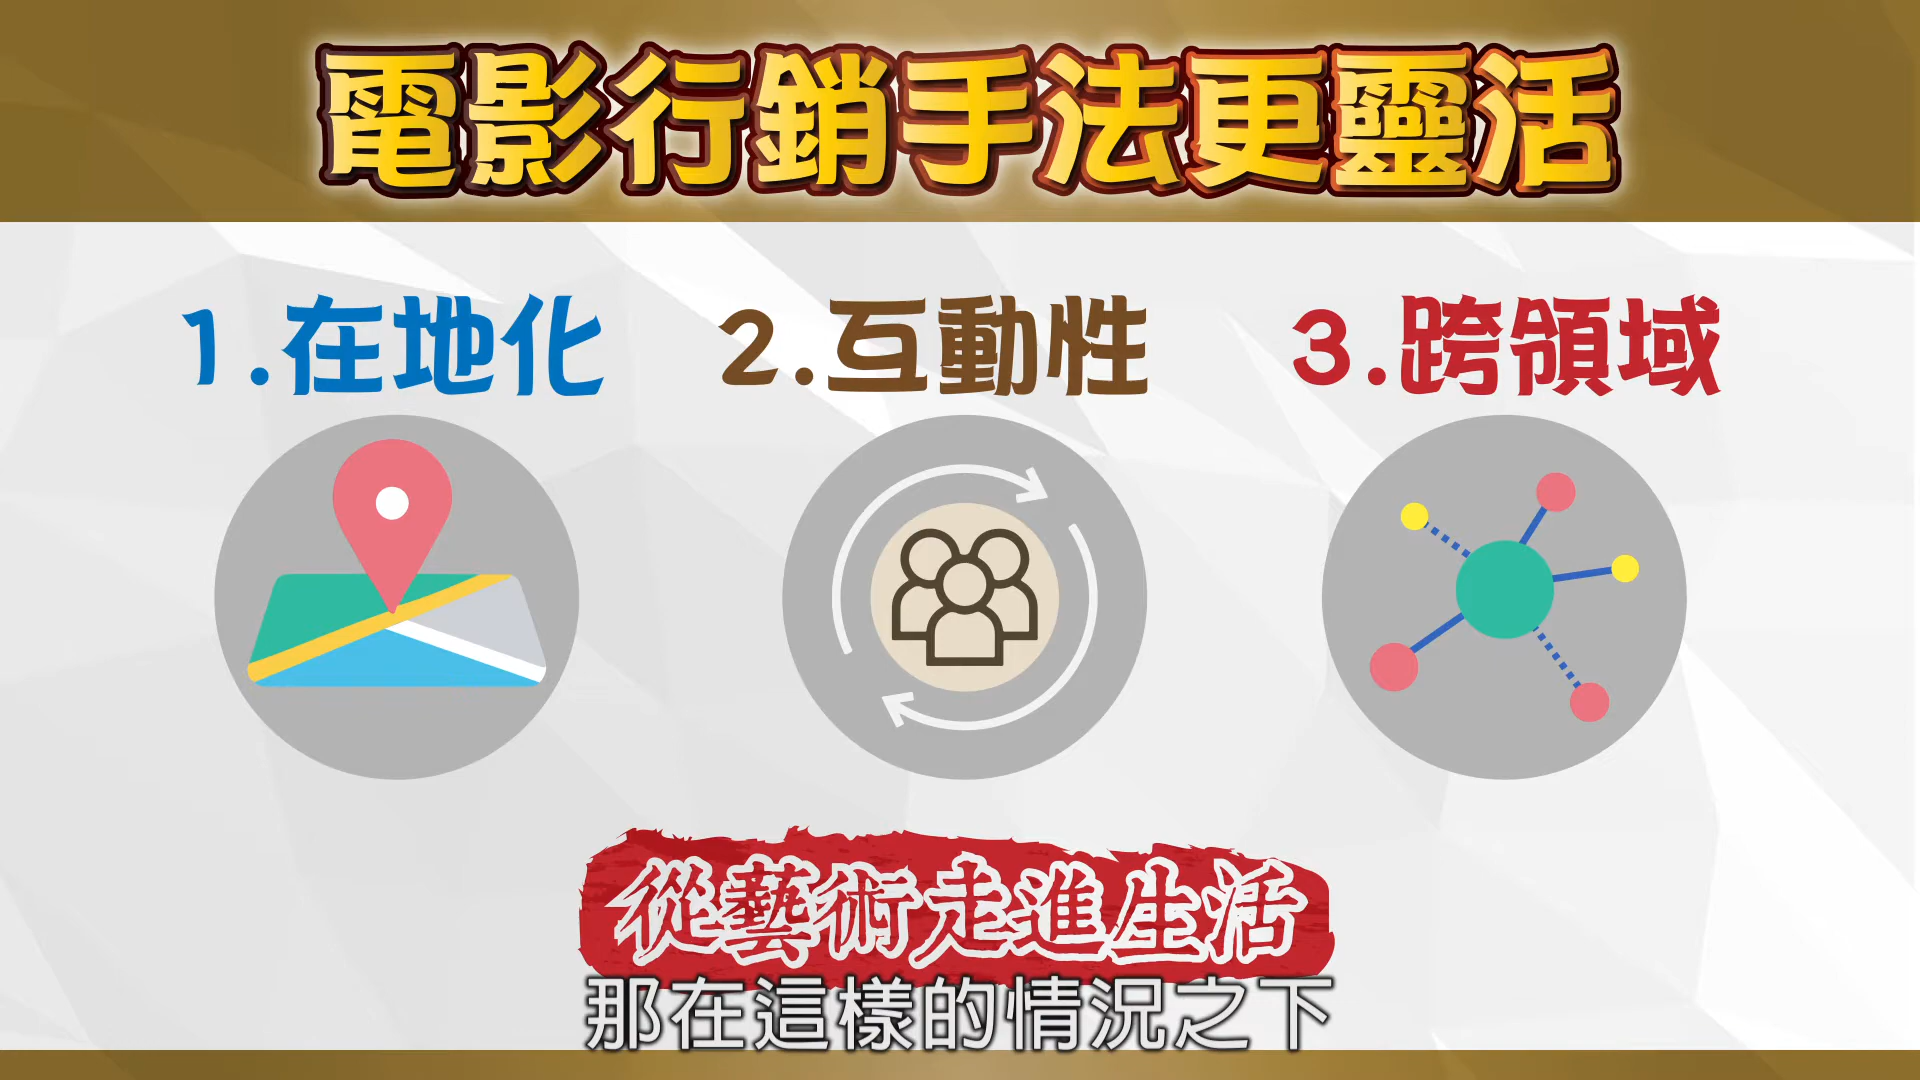 電影行銷手法更靈活
1.在地化 2.互動性 3.跨領域
從藝術走進生活
那在這樣的情況之下